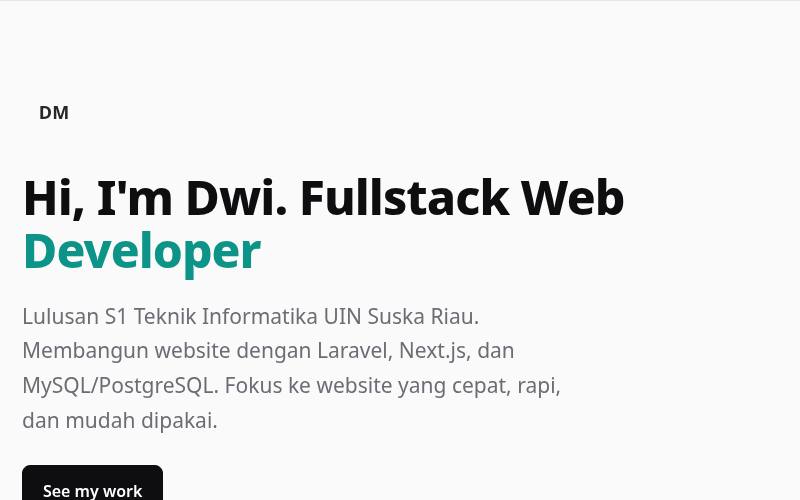 DM
Hi, I'm Dwi. Fullstack Web
Developer
Lulusan S1 Teknik Informatika UIN Suska Riau.
Membangun website dengan Laravel, Next.js, dan
MySQL/PostgreSQL. Fokus ke website yang cepat, rapi,
dan mudah dipakai.
See my work